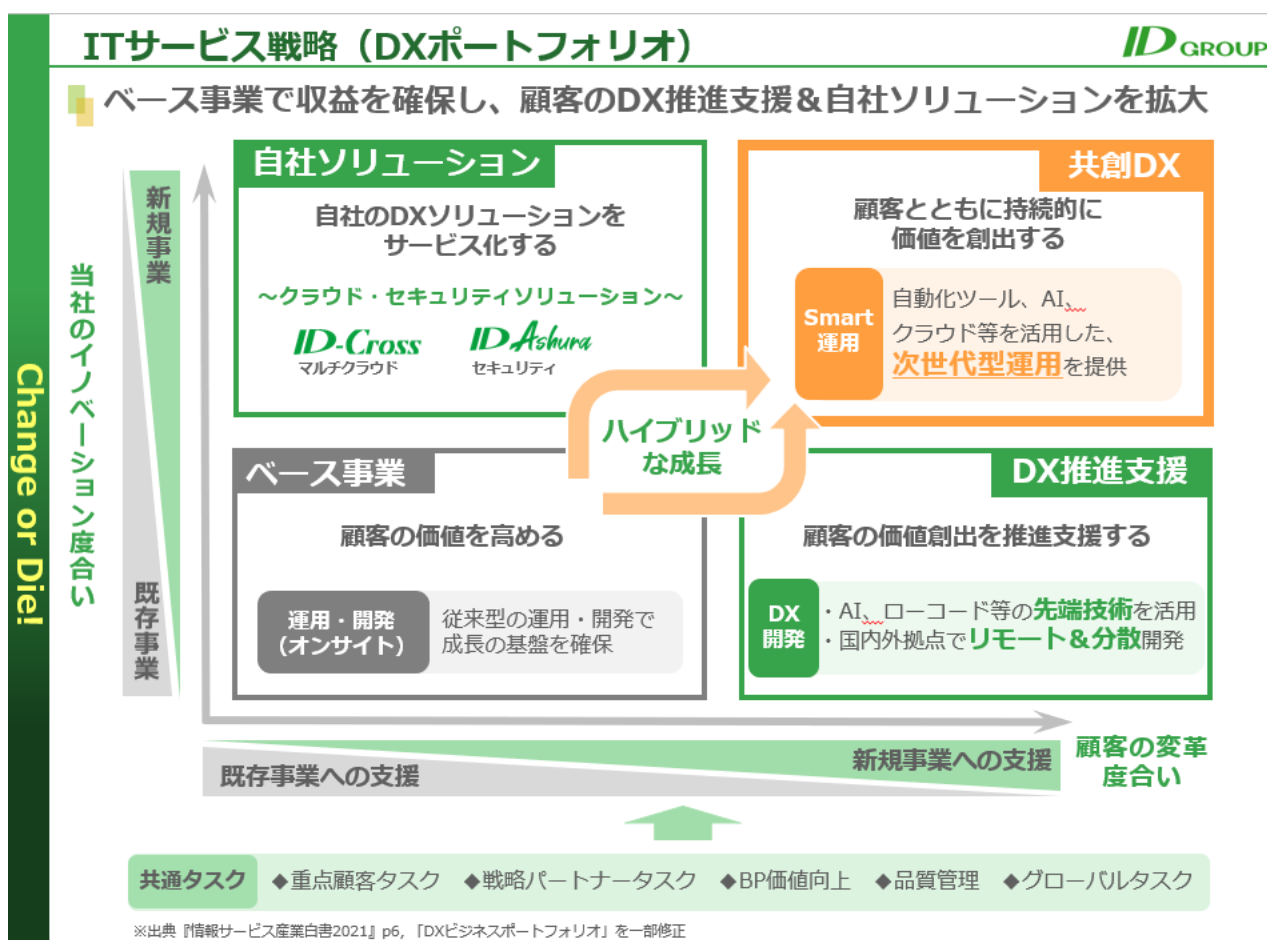 ITサービス戦略（DXポートフォリオ）
ID GROUP
ベース事業で収益を確保し、顧客のDX推進支援＆自社ソリューションを拡大
Change or Die!
当社のイノベーション度合い
新規事業
既存事業
自社ソリューション
自社のDXソリューションを
サービス化する
～クラウド・セキュリティソリューション～
ID-Cross
マルチクラウド
ID Ashura
セキュリティ
共創DX
顧客とともに持続的に
価値を創出する
Smart
運用
自動化ツール、AI、
クラウド等を活用した、
次世代型運用を提供
ハイブリッド
な成長
ベース事業
顧客の価値を高める
運用・開発
（オンサイト）
従来型の運用・開発で
成長の基盤を確保
DX推進支援
顧客の価値創出を推進支援する
DX
開発
・AI、ローコード等の先端技術を活用
・国内外拠点でリモート＆分散開発
既存事業への支援
新規事業への支援
顧客の変革
度合い
共通タスク
◆重点顧客タスク ◆戦略パートナータスク ◆BP価値向上 ◆品質管理 ◆グローバルタスク
※出典『情報サービス産業白書2021』p6, 「DXビジネスポートフォリオ」を一部修正